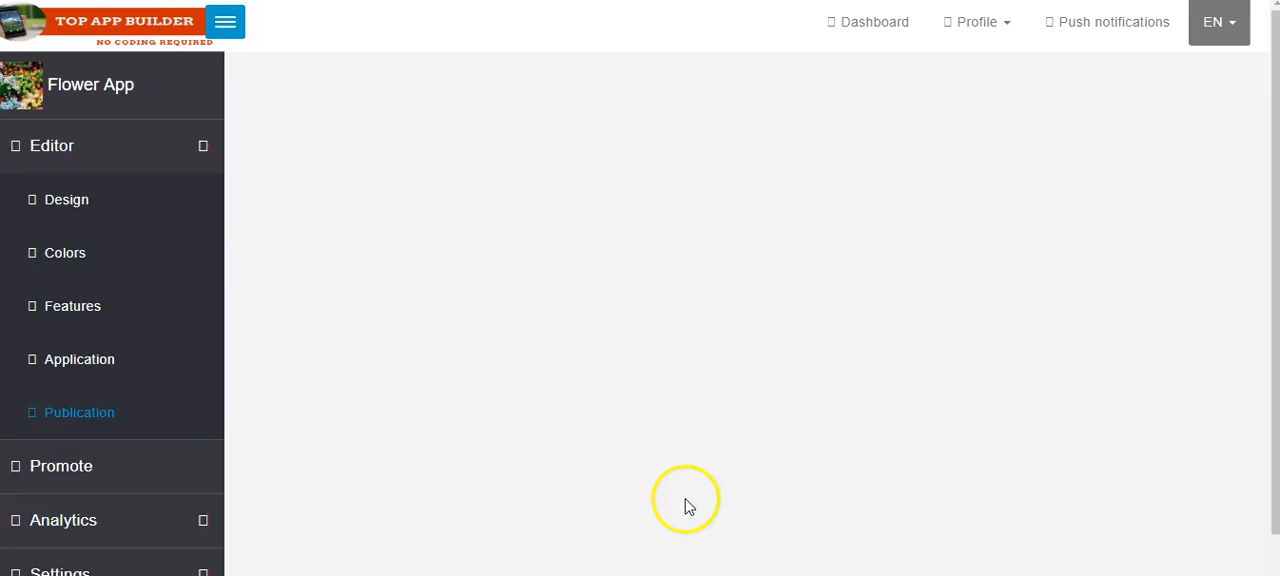 TOP APP BUILDER
NO CODING REQUIRED
Dashboard
Profile
Push notifications
EN
Flower App
Editor
Design
Colors
Features
Application
Publication
Promote
Analytics
Settings